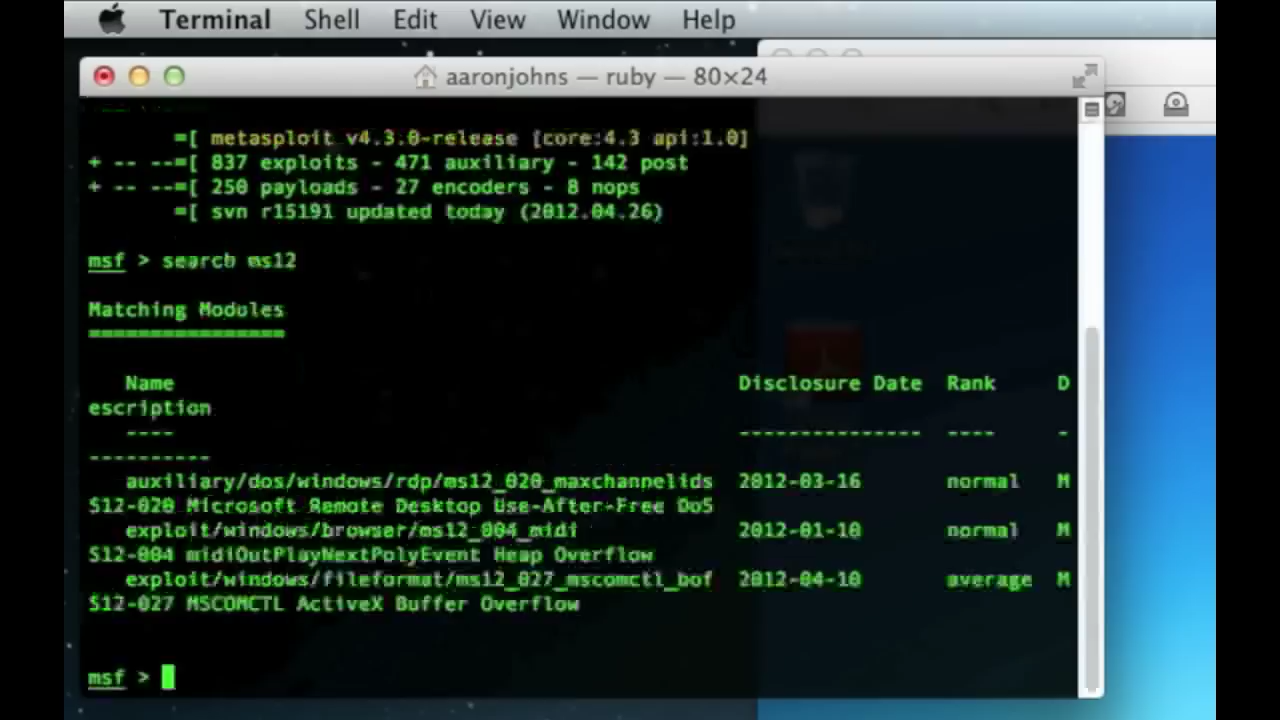 Terminal Shell Edit View Window Help
aaronjohns — ruby — 80×24
=[ metasploit v4.3.0-release [core:4.3 api:1.0]
+ -- --=[ 837 exploits - 471 auxiliary - 142 post
+ -- --=[ 250 payloads - 27 encoders - 8 nops
=[ svn r15191 updated today (2012.04.26)
msf > search ms12
Matching Modules
================
Name Disclosure Date Rank D
escription
---- --------------- ---- -
----------
auxiliary/dos/windows/rdp/ms12_020_maxchannelids 2012-03-16 normal M
S12-020 Microsoft Remote Desktop Use-After-Free DoS
exploit/windows/browser/ms12_004_midi 2012-01-10 normal M
S12-004 midiOutPlayNextPolyEvent Heap Overflow
exploit/windows/fileformat/ms12_027_mscomctl_bof 2012-04-10 average M
S12-027 MSCOMCTL ActiveX Buffer Overflow
msf >